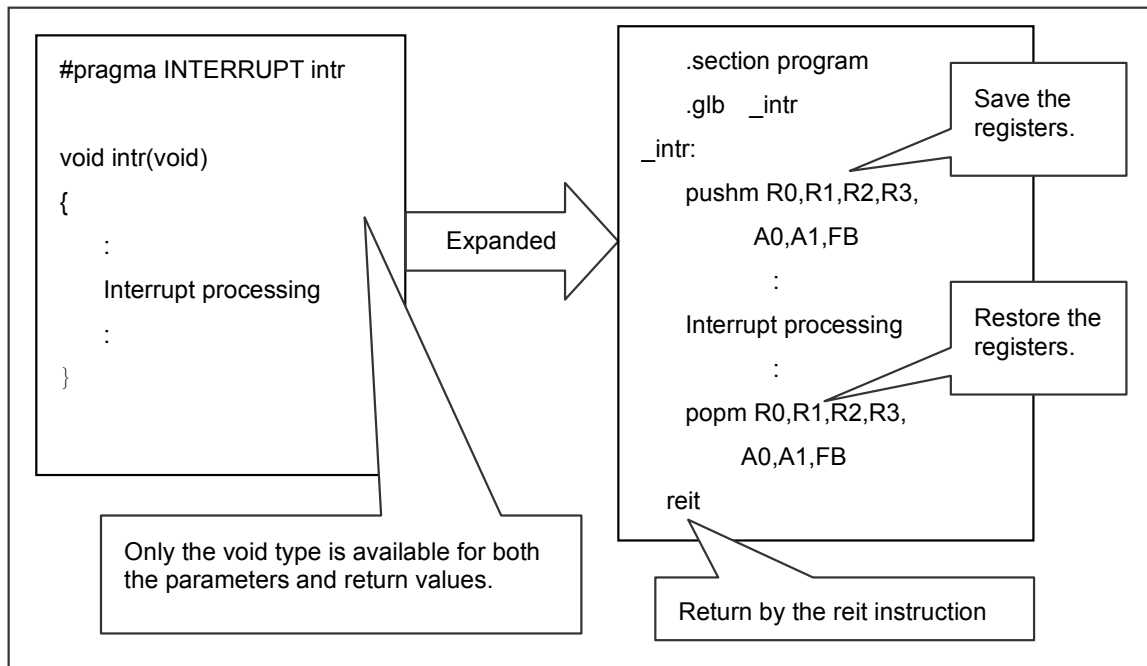 #pragma INTERRUPT intr
void intr(void)
{
:
Interrupt processing
:
}
Only the void type is available for both
the parameters and return values.
Expanded
.section program
.glb _intr
_intr:
pushm R0,R1,R2,R3,
A0,A1,FB
:
Interrupt processing
:
popm R0,R1,R2,R3,
A0,A1,FB
reit
Save the
registers.
Restore the
registers.
Return by the reit instruction